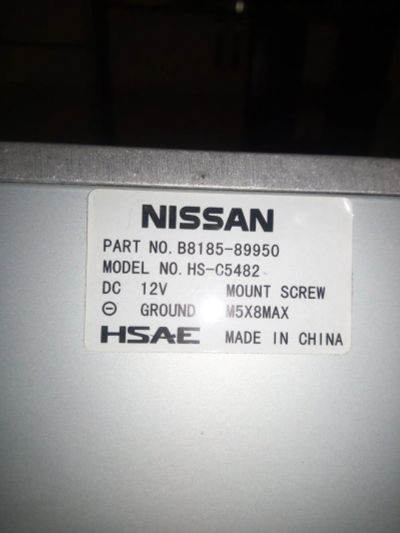 NISSAN
PART NO. B8185-89950
MODEL NO. HS-C5482
DC 12V MOUNT SCREW
⊖ GROUND M5X8MAX
HSAE MADE IN CHINA